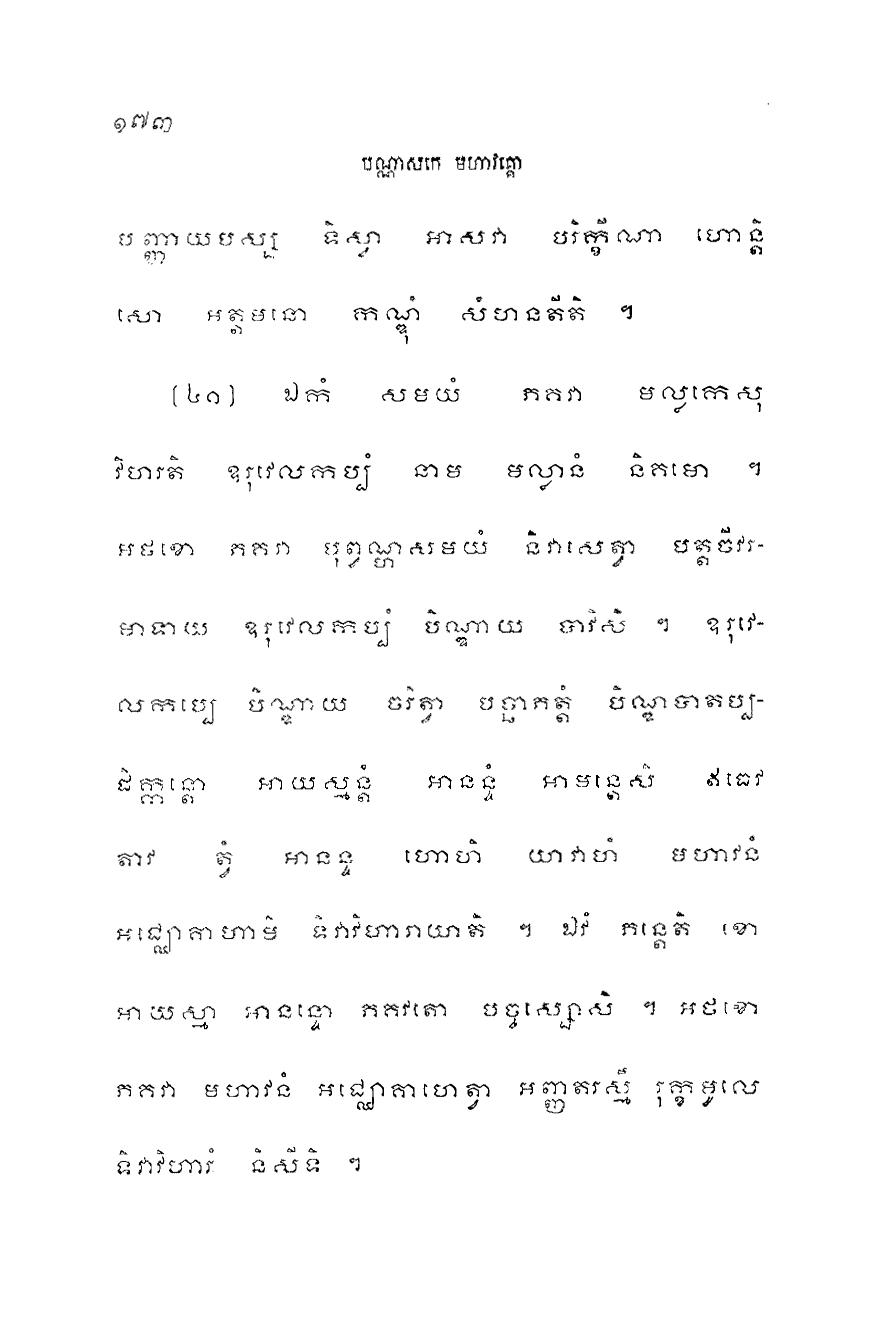 ១៧៣
បណ្ណាសកេ មហាវគ្គោ
បញ្ញាយបស្ស ទិស្វា អាសវា បរិក្ខីណា ហោន្តិ
សោ អត្តមនោ កណ្ឌុំ សំហនតីតិ ។
(៤១) ឯកំ សមយំ ភគវា មល្លកេសុ
វិហរតិ ឧរុវេលកប្បំ នាម មល្លានំ និគមោ ។
អថខោ ភគវា បុព្វណ្ហសមយំ និវាសេត្វា បត្តចីវរ-
មាទាយ ឧរុវេលកប្បំ បិណ្ឌាយ បាវិសិ ។ ឧរុវេ-
លកប្បេ បិណ្ឌាយ ចរិត្វា បច្ឆាភត្តំ បិណ្ឌបាតប្ប-
ដិក្កន្តោ អាយស្មន្តំ អានន្ទំ អាមន្តេសិ ឥធេវ
តាវ ត្វំ អានន្ទ ហោហិ យាវាហំ មហាវនំ
អជ្ឈោគាហាមិ ទិវាវិហារាយាតិ ។ ឯវំ ភន្តេតិ ខោ
អាយស្មា អានន្ទោ ភគវតោ បច្ចស្សោសិ ។ អថខោ
ភគវា មហាវនំ អជ្ឈោគាហេត្វា អញ្ញតរស្មឹ រុក្ខមូលេ
ទិវាវិហារំ និសីទិ ។